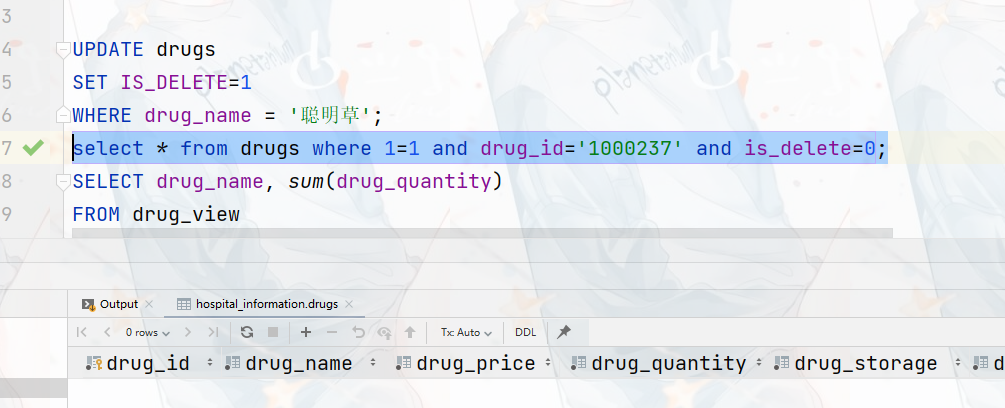 3
4 UPDATE drugs
5 SET IS_DELETE=1
6 WHERE drug_name = '聪明草';
7 select * from drugs where 1=1 and drug_id='1000237' and is_delete=0;
8 SELECT drug_name, sum(drug_quantity)
9 FROM drug_view
Output hospital_information.drugs
0 rows Tx: Auto DDL
drug_id drug_name drug_price drug_quantity drug_storage d